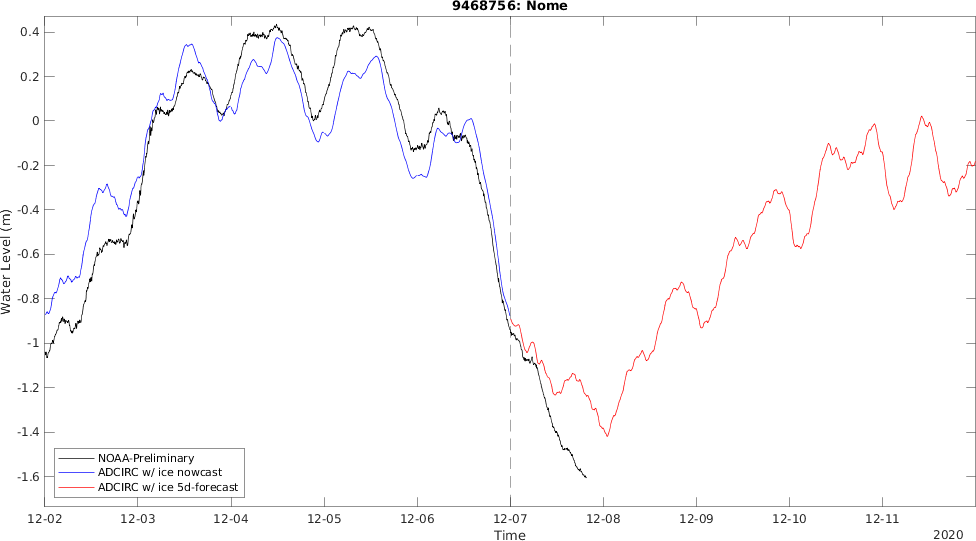 9468756: Nome
Water Level (m)
0.4
0.2
0
-0.2
-0.4
-0.6
-0.8
-1
-1.2
-1.4
-1.6
NOAA-Preliminary
ADCIRC w/ ice nowcast
ADCIRC w/ ice 5d-forecast
12-02 12-03 12-04 12-05 12-06 12-07 12-08 12-09 12-10 12-11
Time
2020